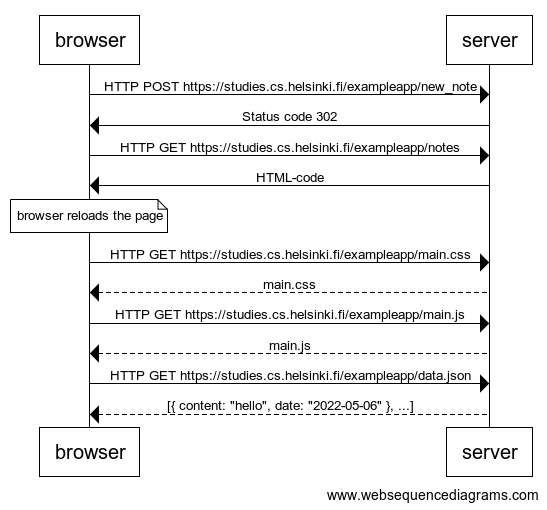 browser server
HTTP POST https://studies.cs.helsinki.fi/exampleapp/new_note
Status code 302
HTTP GET https://studies.cs.helsinki.fi/exampleapp/notes
HTML-code
browser reloads the page
HTTP GET https://studies.cs.helsinki.fi/exampleapp/main.css
main.css
HTTP GET https://studies.cs.helsinki.fi/exampleapp/main.js
main.js
HTTP GET https://studies.cs.helsinki.fi/exampleapp/data.json
[{ content: "hello", date: "2022-05-06" }, ...]
browser server
www.websequencediagrams.com